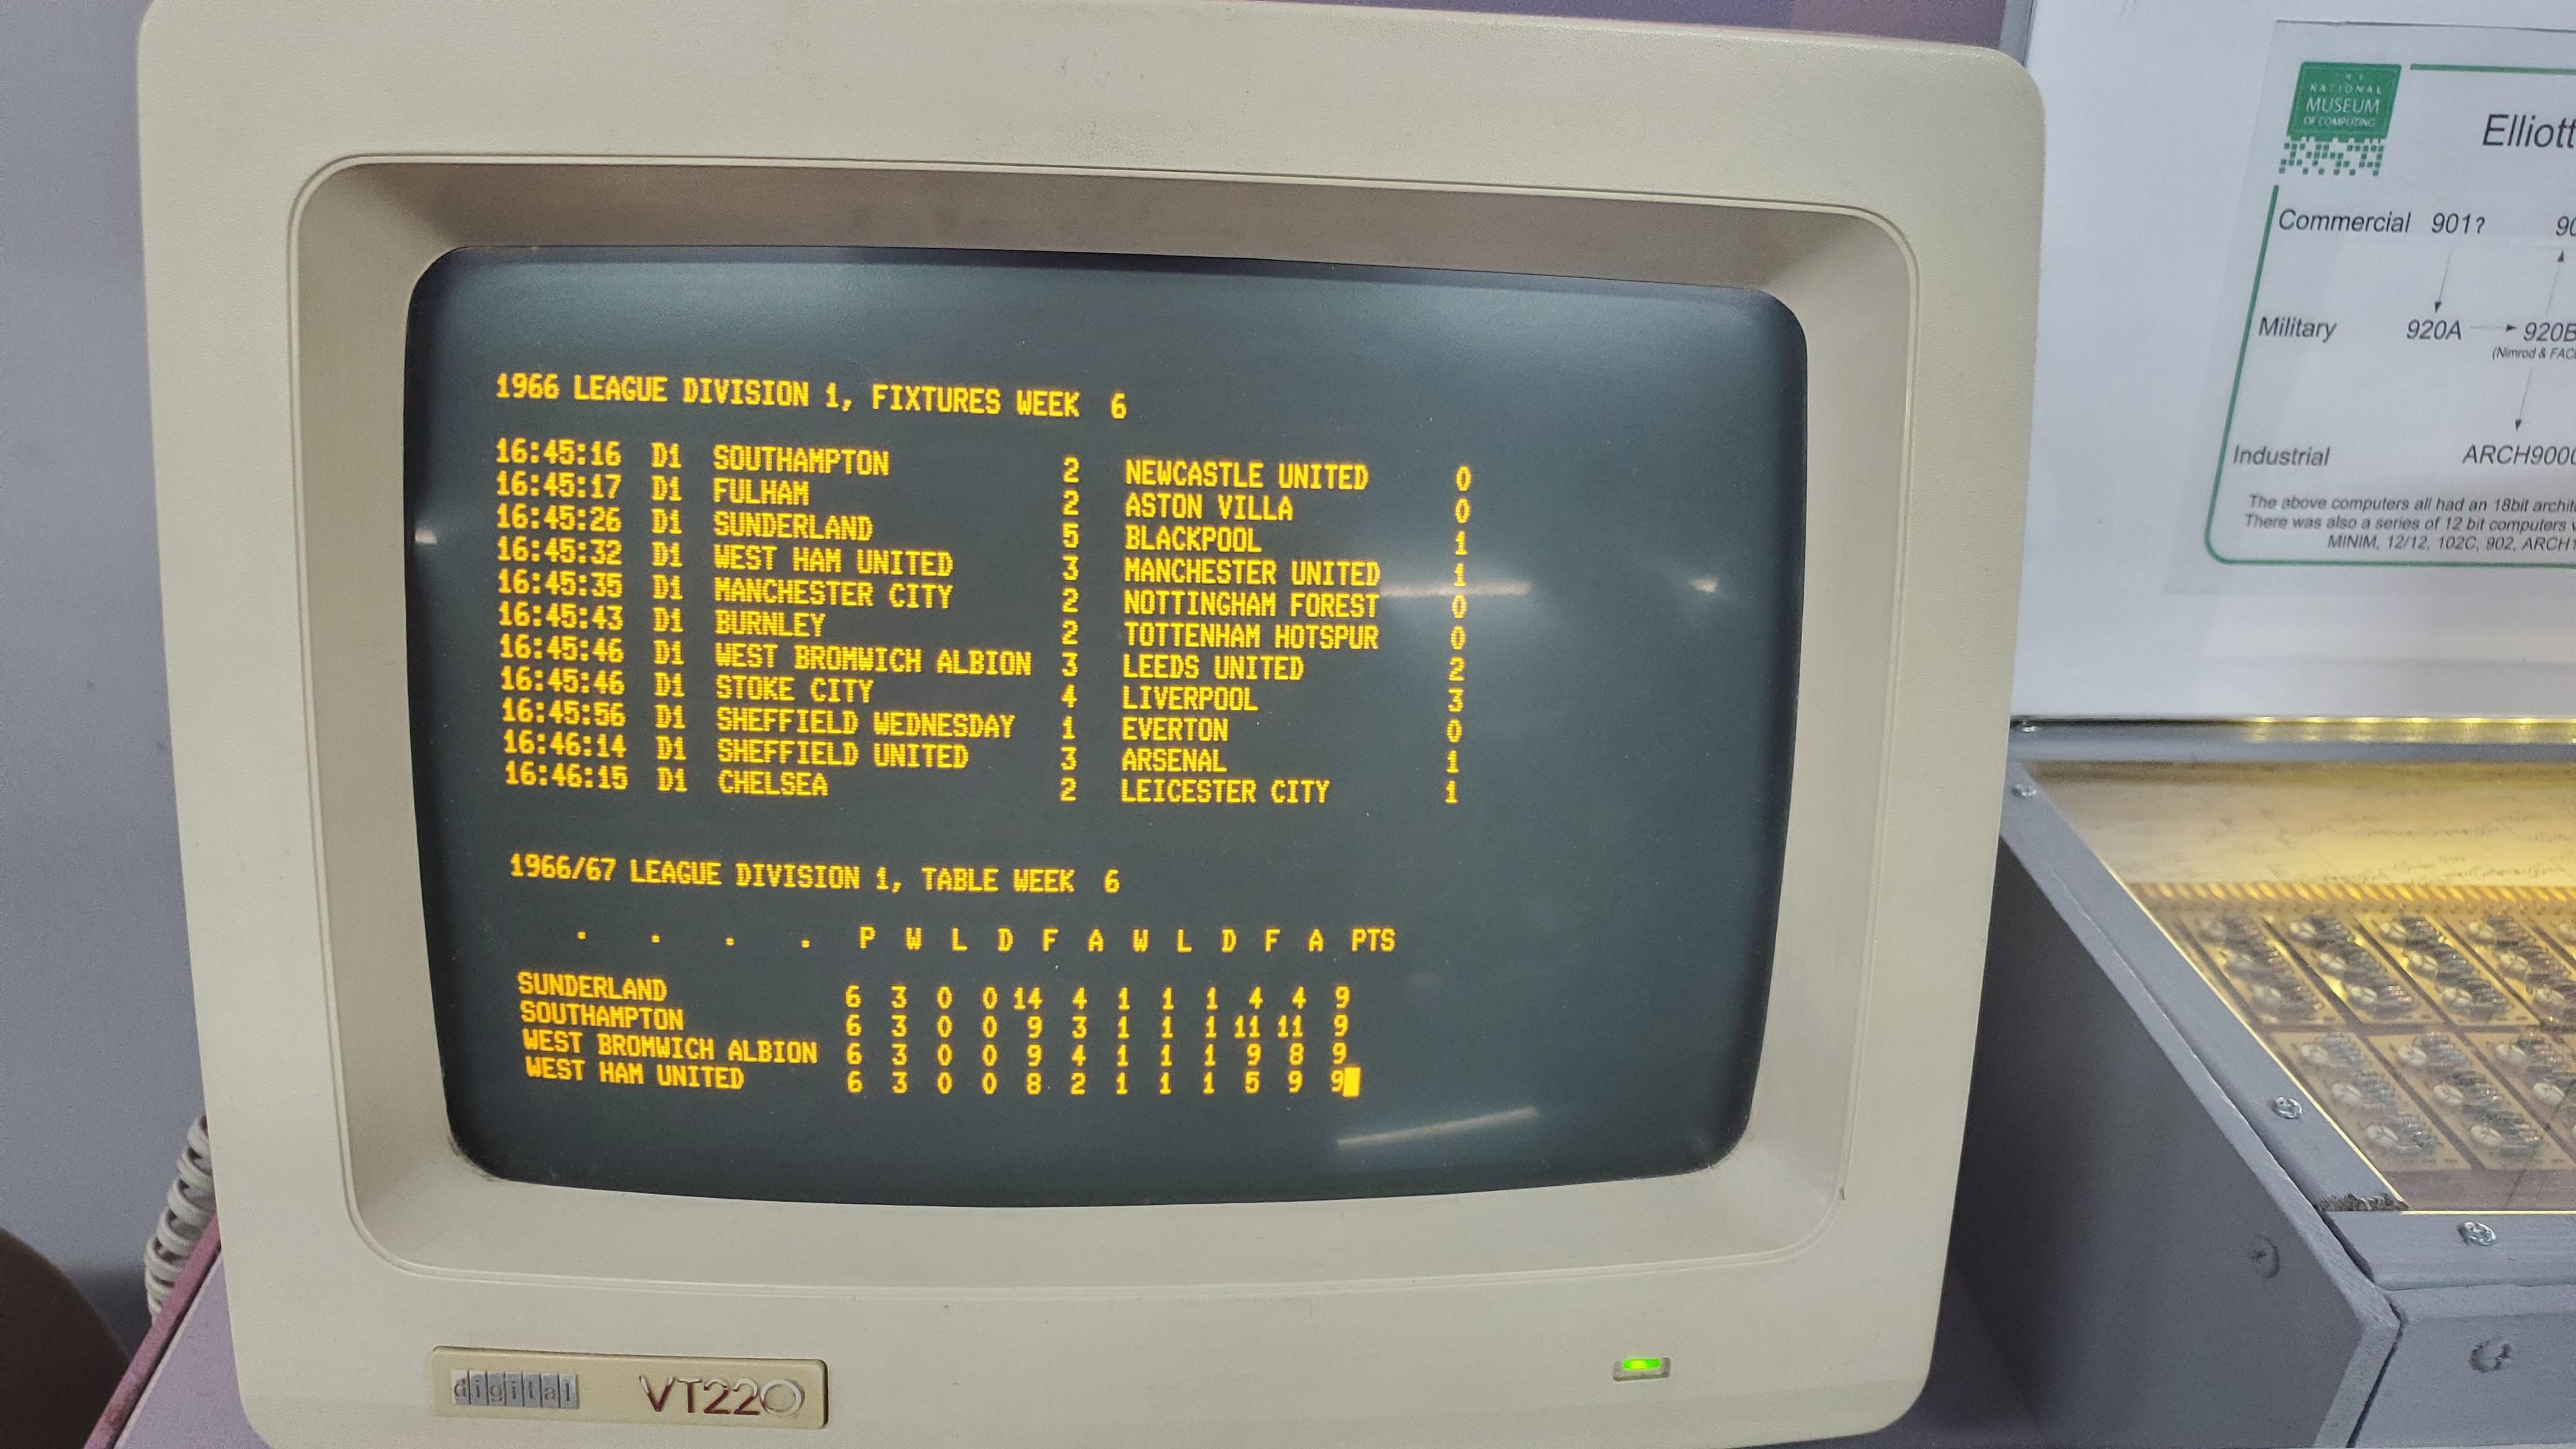 1966 LEAGUE DIVISION 1, FIXTURES WEEK 6
16:45:16 D1 SOUTHAMPTON 2 NEWCASTLE UNITED 0
16:45:17 D1 FULHAM 2 ASTON VILLA 0
16:45:26 D1 SUNDERLAND 5 BLACKPOOL 1
16:45:32 D1 WEST HAM UNITED 3 MANCHESTER UNITED 1
16:45:35 D1 MANCHESTER CITY 2 NOTTINGHAM FOREST 0
16:45:43 D1 BURNLEY 2 TOTTENHAM HOTSPUR 0
16:45:46 D1 WEST BROMWICH ALBION 3 LEEDS UNITED 2
16:45:46 D1 STOKE CITY 4 LIVERPOOL 3
16:45:56 D1 SHEFFIELD WEDNESDAY 1 EVERTON 0
16:46:14 D1 SHEFFIELD UNITED 3 ARSENAL 1
16:46:15 D1 CHELSEA 2 LEICESTER CITY 1
1966/67 LEAGUE DIVISION 1, TABLE WEEK 6
. . . . P W L D F A W L D F A PTS
SUNDERLAND 6 3 0 0 14 4 1 1 1 4 4 9
SOUTHAMPTON 6 3 0 0 9 3 1 1 1 11 11 9
WEST BROMWICH ALBION 6 3 0 0 9 4 1 1 1 9 8 9
WEST HAM UNITED 6 3 0 0 8 2 1 1 1 5 9 9
digital VT220
THE
NATIONAL
MUSEUM
OF COMPUTING
Elliott
Commercial 901? 90
Military 920A 920B
(Nimrod & FAC
Industrial ARCH9000
The above computers all had an 18bit archit
There was also a series of 12 bit computers
MINIM, 12/12, 102C, 902, ARCH